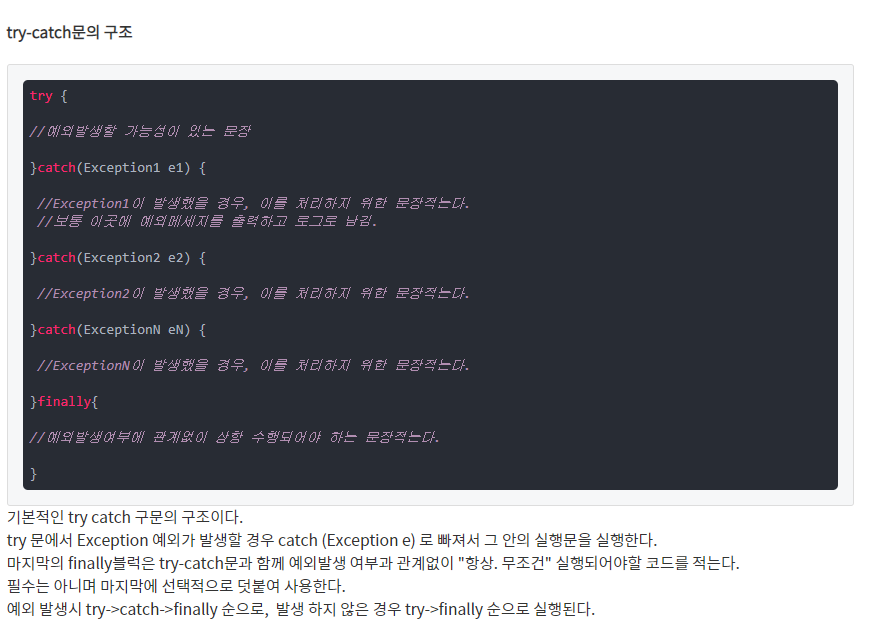 try-catch문의 구조
try {
//예외발생할 가능성이 있는 문장
}catch(Exception1 e1) {
//Exception1이 발생했을 경우, 이를 처리하지 위한 문장적는다.
//보통 이곳에 예외메세지를 출력하고 로그로 남김.
}catch(Exception2 e2) {
//Exception2이 발생했을 경우, 이를 처리하지 위한 문장적는다.
}catch(ExceptionN eN) {
//ExceptionN이 발생했을 경우, 이를 처리하지 위한 문장적는다.
}finally{
//예외발생여부에 관계없이 상항 수행되어야 하는 문장적는다.
}
기본적인 try catch 구문의 구조이다.
try 문에서 Exception 예외가 발생할 경우 catch (Exception e) 로 빠져서 그 안의 실행문을 실행한다.
마지막의 finally블럭은 try-catch문과 함께 예외발생 여부과 관계없이 "항상. 무조건" 실행되어야할 코드를 적는다.
필수는 아니며 마지막에 선택적으로 덧붙여 사용한다.
예외 발생시 try->catch->finally 순으로, 발생 하지 않은 경우 try->finally 순으로 실행된다.